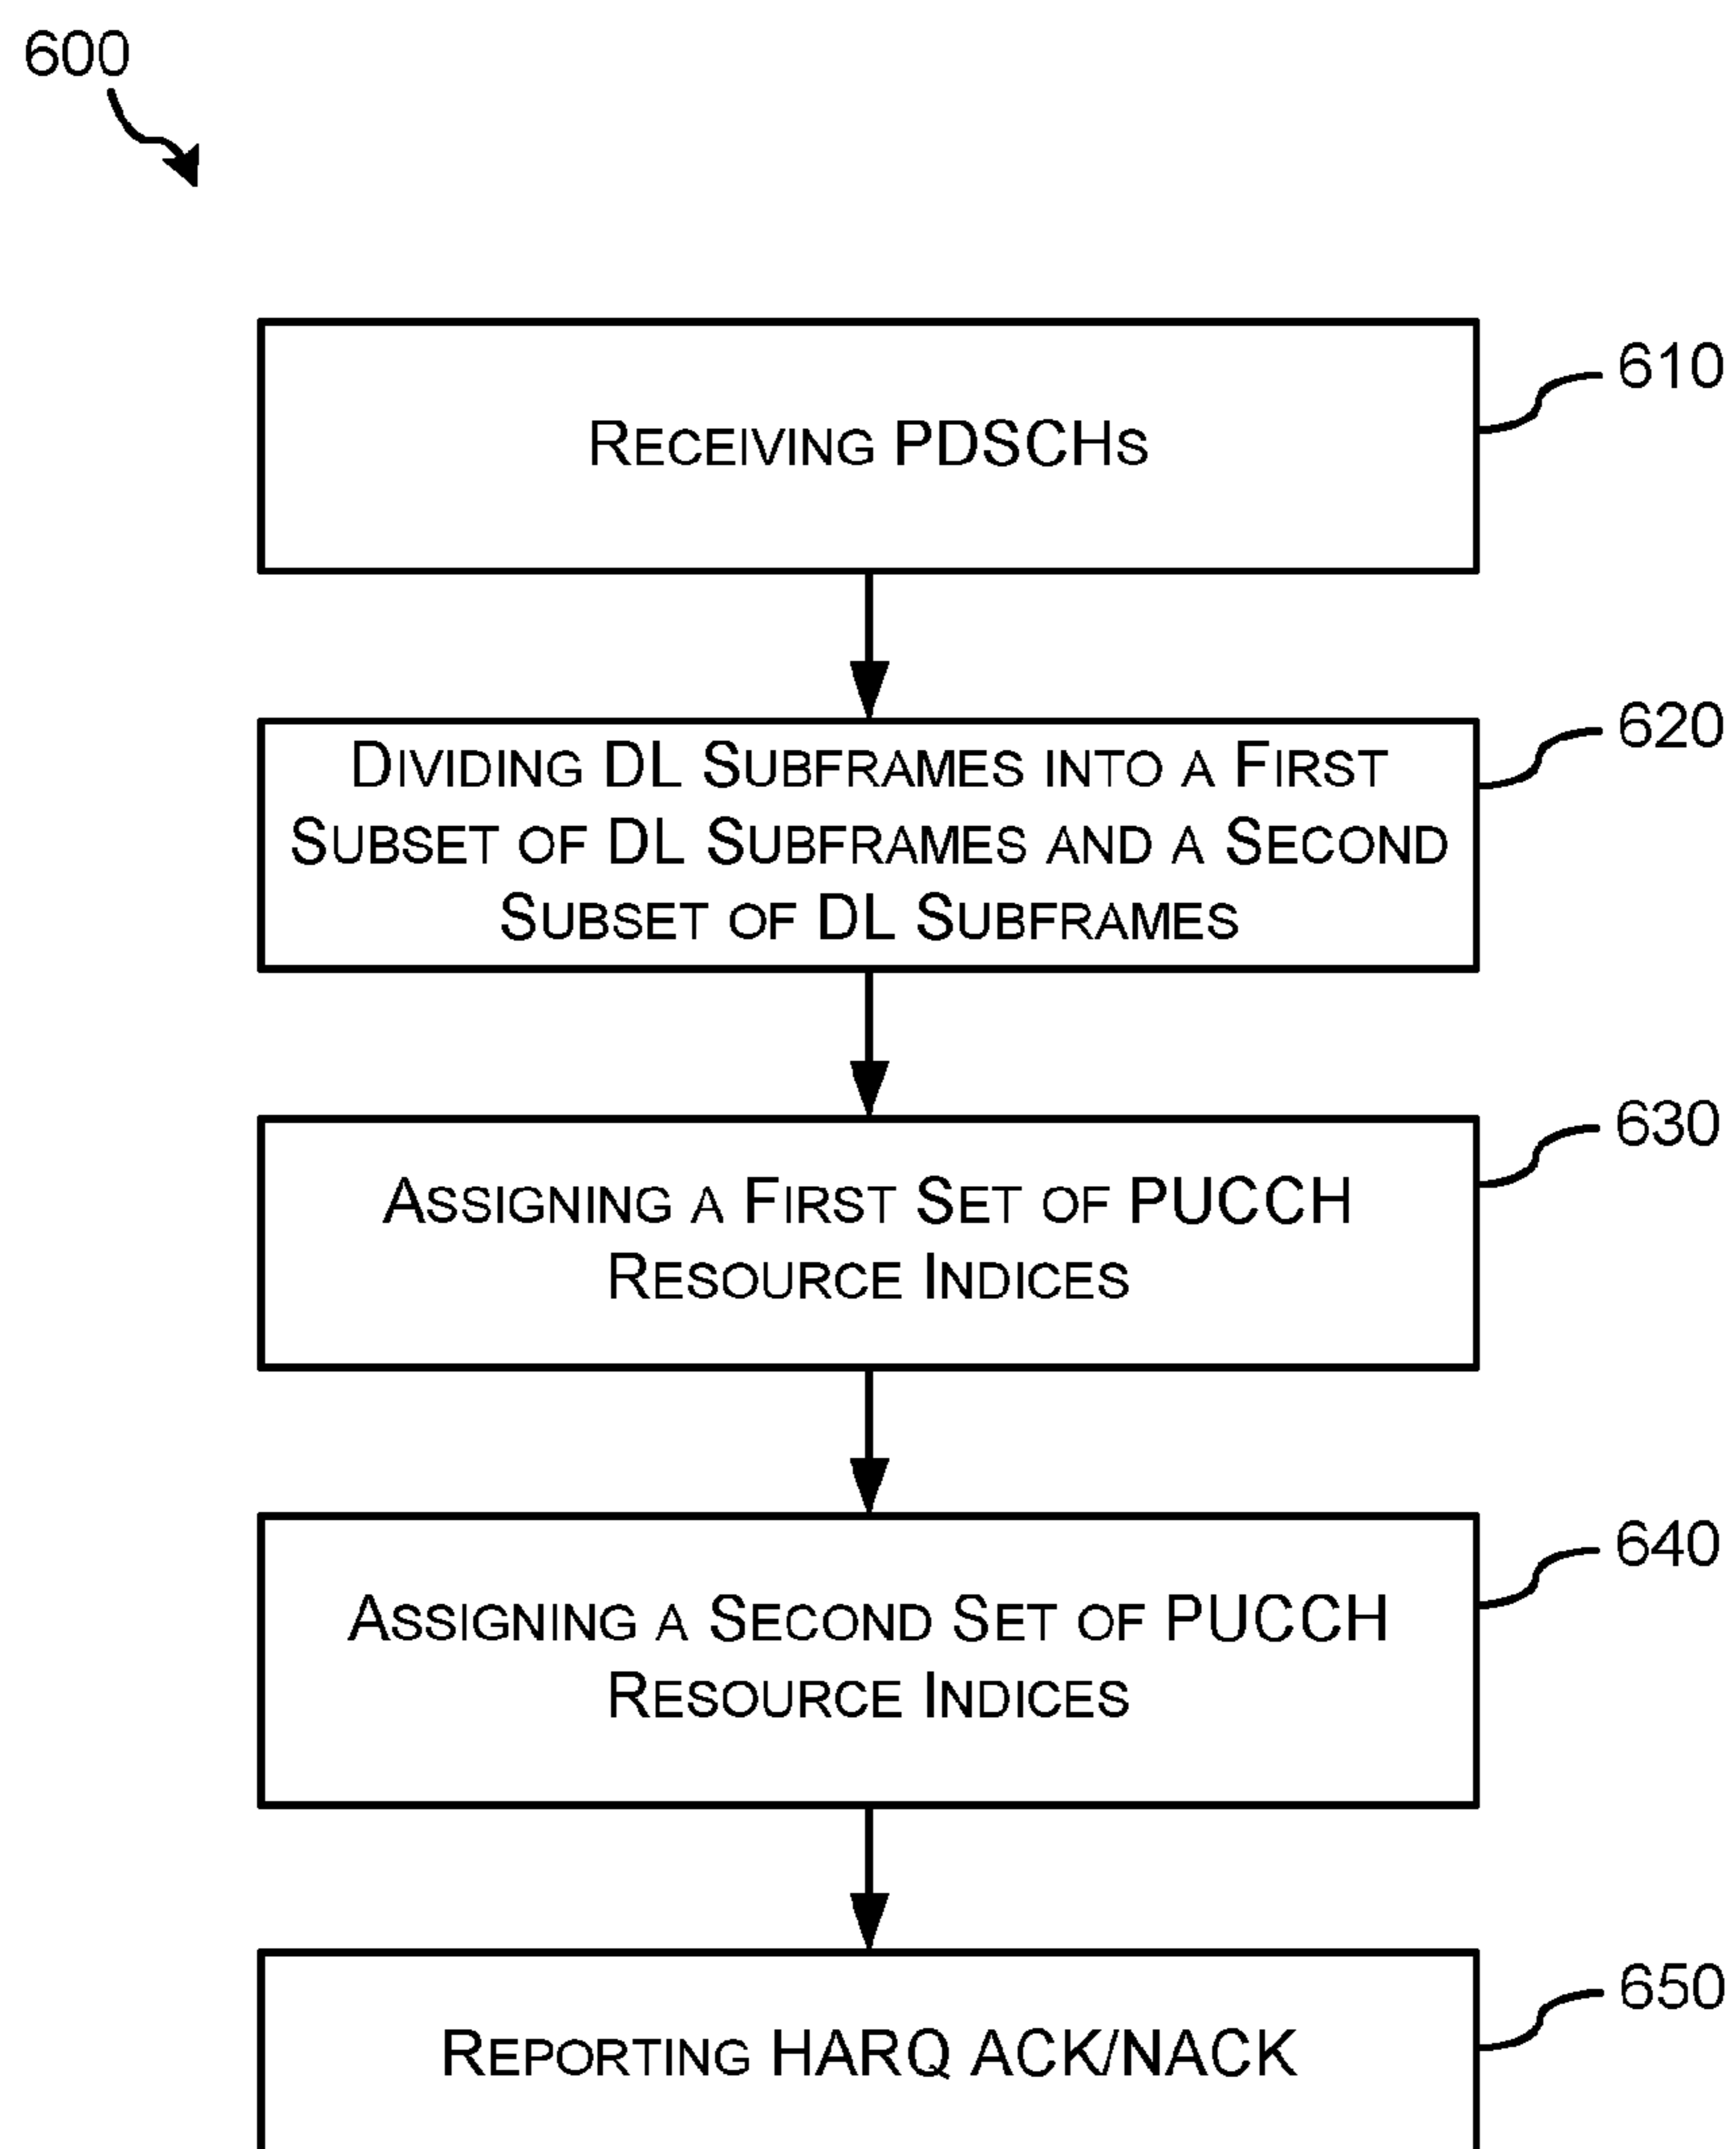 600
Receiving PDSCHs
610
Dividing DL Subframes into a First
Subset of DL Subframes and a Second
Subset of DL Subframes
620
Assigning a First Set of PUCCH
Resource Indices
630
Assigning a Second Set of PUCCH
Resource Indices
640
Reporting HARQ ACK/NACK
650